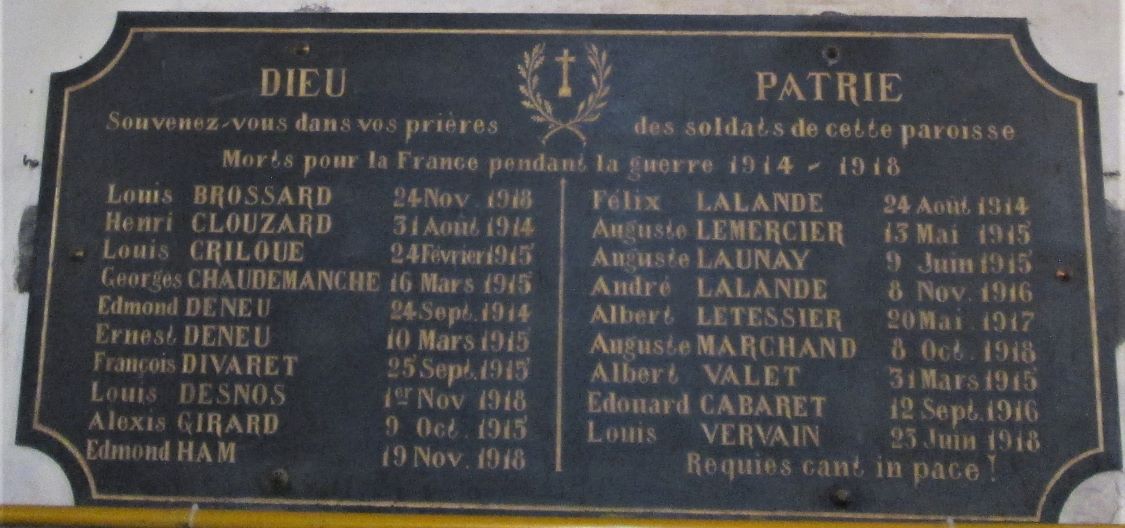 DIEU PATRIE
Souvenez-vous dans vos prières des soldats de cette paroisse
Morts pour la France pendant la guerre 1914 - 1918
Louis BROSSARD 24 Nov. 1918
Henri CLOUZARD 31 Août 1914
Louis CRILOUE 24 Février 1915
Georges CHAUDEMANCHE 16 Mars 1915
Edmond DENEU 24 Sept. 1914
Ernest DENEU 10 Mars 1915
François DIVARET 25 Sept. 1915
Louis DESNOS 1er Nov 1918
Alexis GIRARD 9 Oct. 1915
Edmond HAM 19 Nov. 1918
Félix LALANDE 24 Août 1914
Auguste LEMERCIER 13 Mai 1915
Auguste LAUNAY 9 Juin 1915
André LALANDE 8 Nov. 1916
Albert LETESSIER 20 Mai 1917
Auguste MARCHAND 8 Oct. 1918
Albert VALET 31 Mars 1915
Edouard CABARET 12 Sept. 1916
Louis VERVAIN 23 Juin 1918
Requies cant in pace !